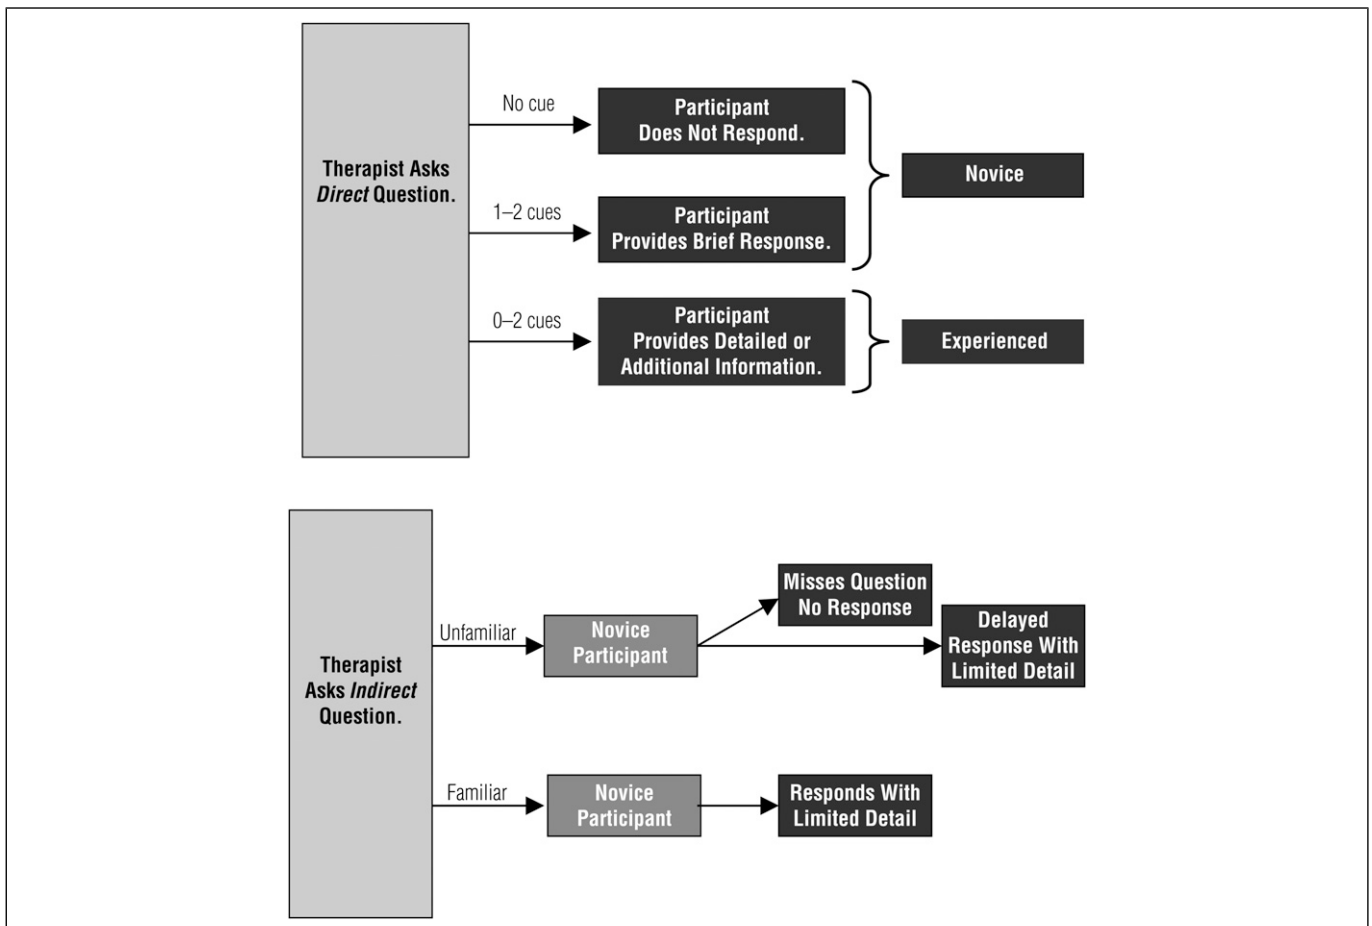 Therapist Asks
Direct Question.
No cue
Participant
Does Not Respond.
1–2 cues
Participant
Provides Brief Response.
Novice
0–2 cues
Participant
Provides Detailed or
Additional Information.
Experienced
Therapist
Asks Indirect
Question.
Unfamiliar
Novice
Participant
Misses Question
No Response
Delayed
Response With
Limited Detail
Familiar
Novice
Participant
Responds With
Limited Detail